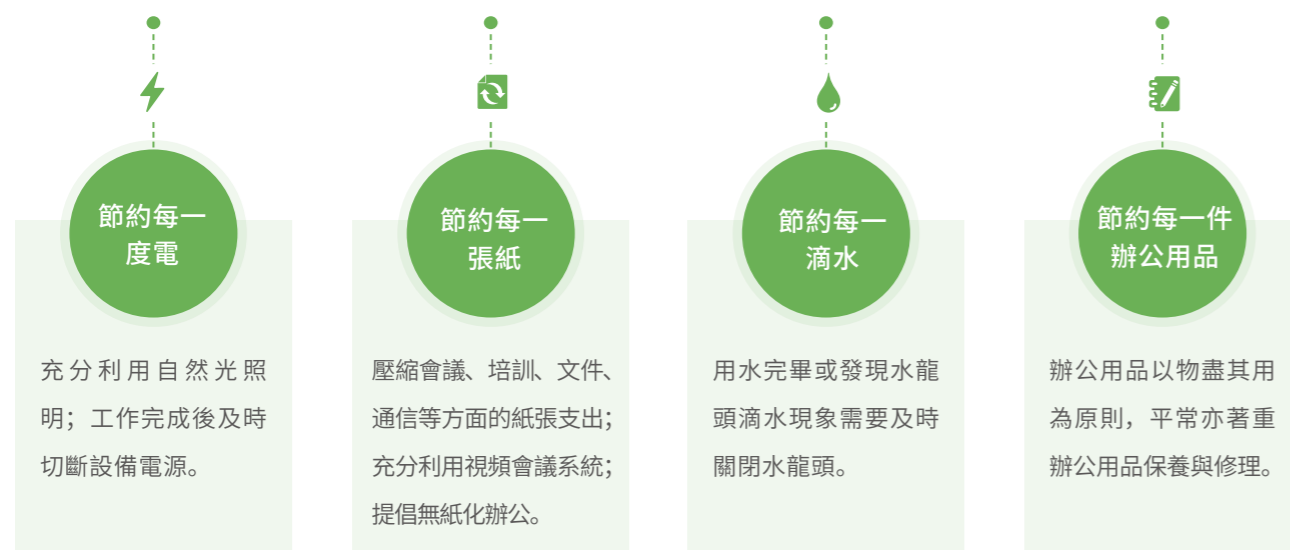 節約每一
度電
充分利用自然光照
明；工作完成後及時
切斷設備電源。
節約每一
張紙
壓縮會議、培訓、文件、
通信等方面的紙張支出；
充分利用視頻會議系統；
提倡無紙化辦公。
節約每一
滴水
用水完畢或發現水龍
頭滴水現象需要及時
關閉水龍頭。
節約每一件
辦公用品
辦公用品以物盡其用
為原則，平常亦著重
辦公用品保養與修理。